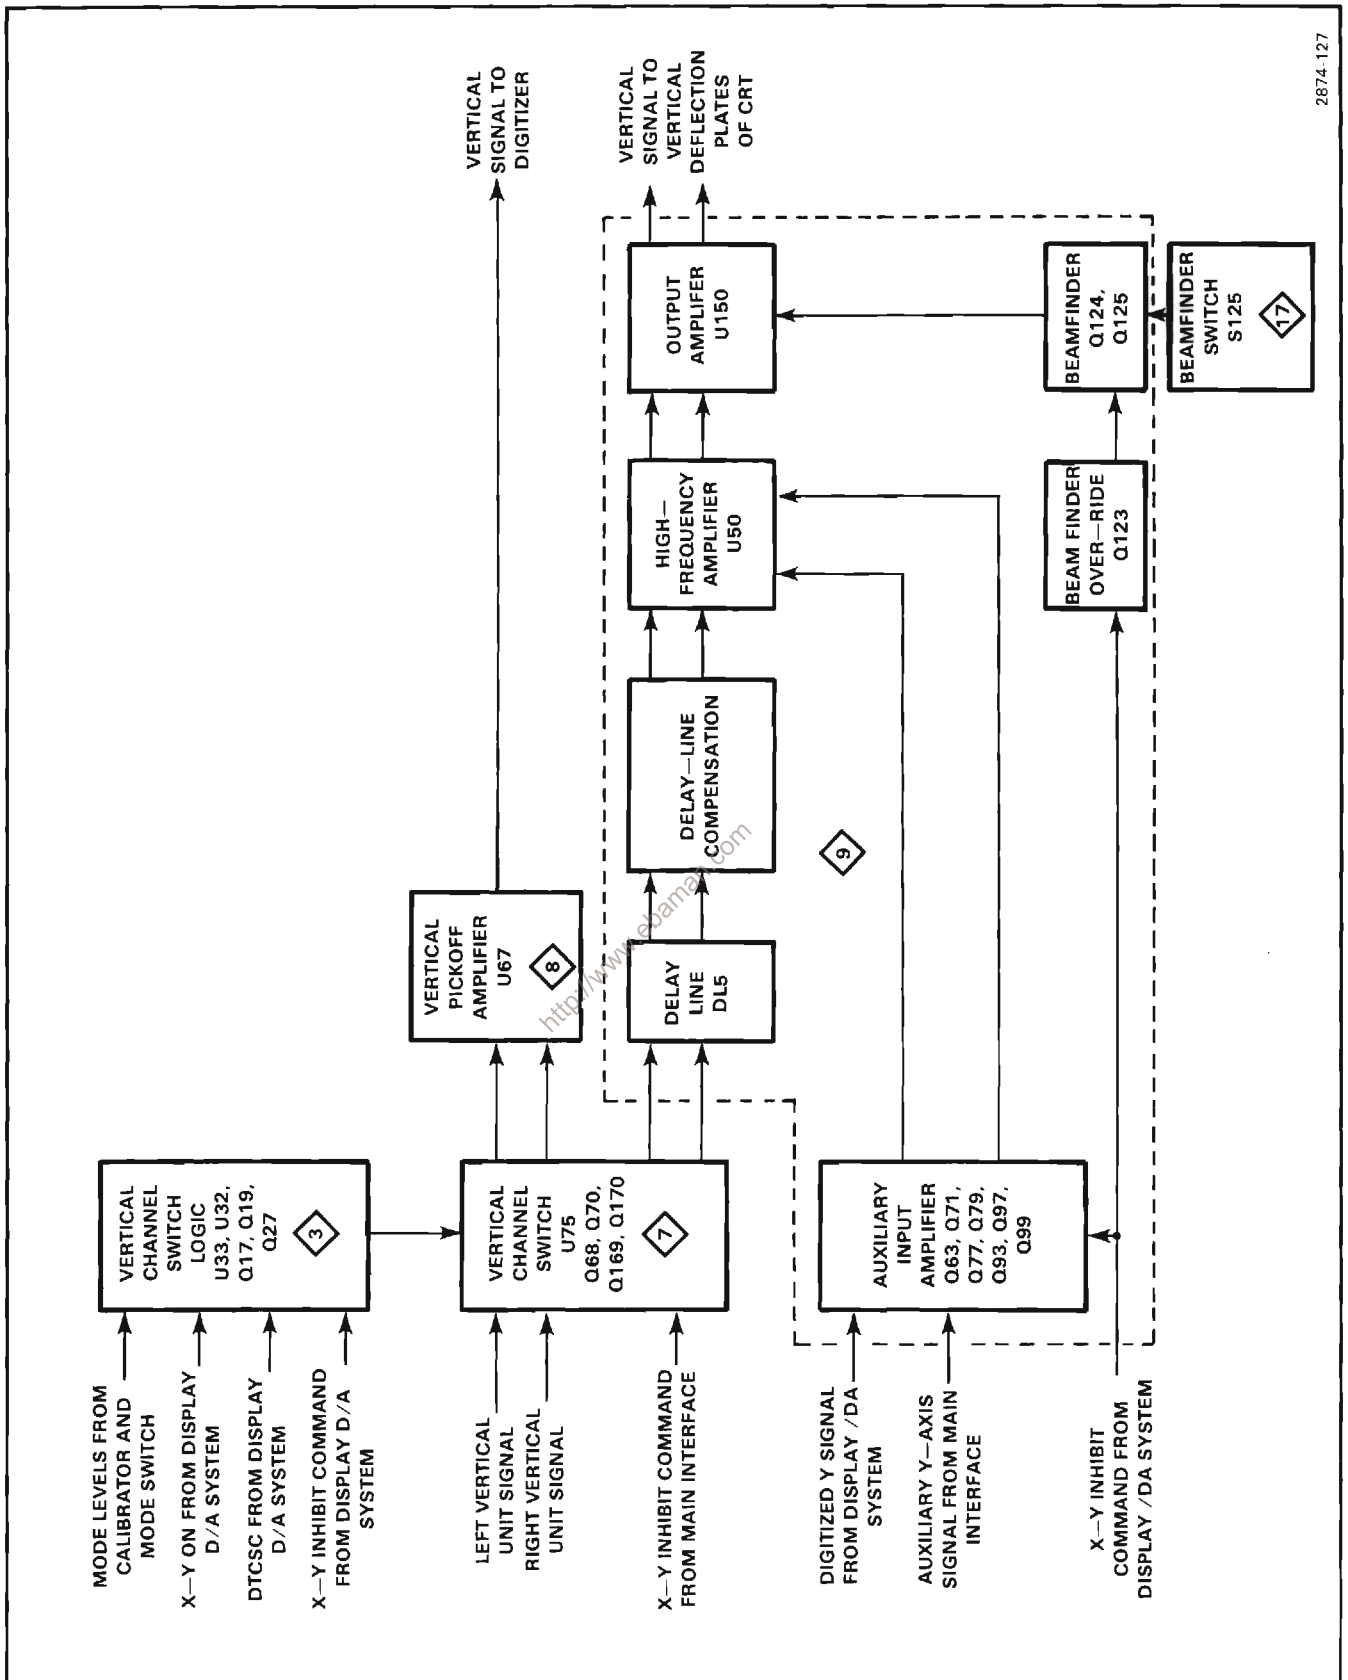 MODE LEVELS FROM
CALIBRATOR AND
MODE SWITCH
X—Y ON FROM DISPLAY
D/A SYSTEM
DTCSC FROM DISPLAY
D/A SYSTEM
X—Y INHIBIT COMMAND
FROM DISPLAY D/A
SYSTEM
VERTICAL
CHANNEL
SWITCH
LOGIC
U33, U32,
Q17, Q19,
Q27
3
LEFT VERTICAL
UNIT SIGNAL
RIGHT VERTICAL
UNIT SIGNAL
X—Y INHIBIT COMMAND
FROM MAIN INTERFACE
VERTICAL
CHANNEL
SWITCH
U75
Q68, Q70,
Q169, Q170
7
VERTICAL
PICKOFF
AMPLIFIER
U67
8
VERTICAL
SIGNAL TO
DIGITIZER
DELAY
LINE
DL5
DELAY—LINE
COMPENSATION
HIGH—
FREQUENCY
AMPLIFIER
U50
OUTPUT
AMPLIFER
U150
VERTICAL
SIGNAL TO
VERTICAL
DEFLECTION
PLATES
OF CRT
9
DIGITIZED Y SIGNAL
FROM DISPLAY /DA
SYSTEM
AUXILIARY Y—AXIS
SIGNAL FROM MAIN
INTERFACE
AUXILIARY
INPUT
AMPLIFIER
Q63, Q71,
Q77, Q79,
Q93, Q97,
Q99
X—Y INHIBIT
COMMAND FROM
DISPLAY /DA SYSTEM
BEAM FINDER
OVER—RIDE
Q123
BEAMFINDER
Q124,
Q125
BEAMFINDER
SWITCH
S125
17
2874-127
http://www.ebaman.com